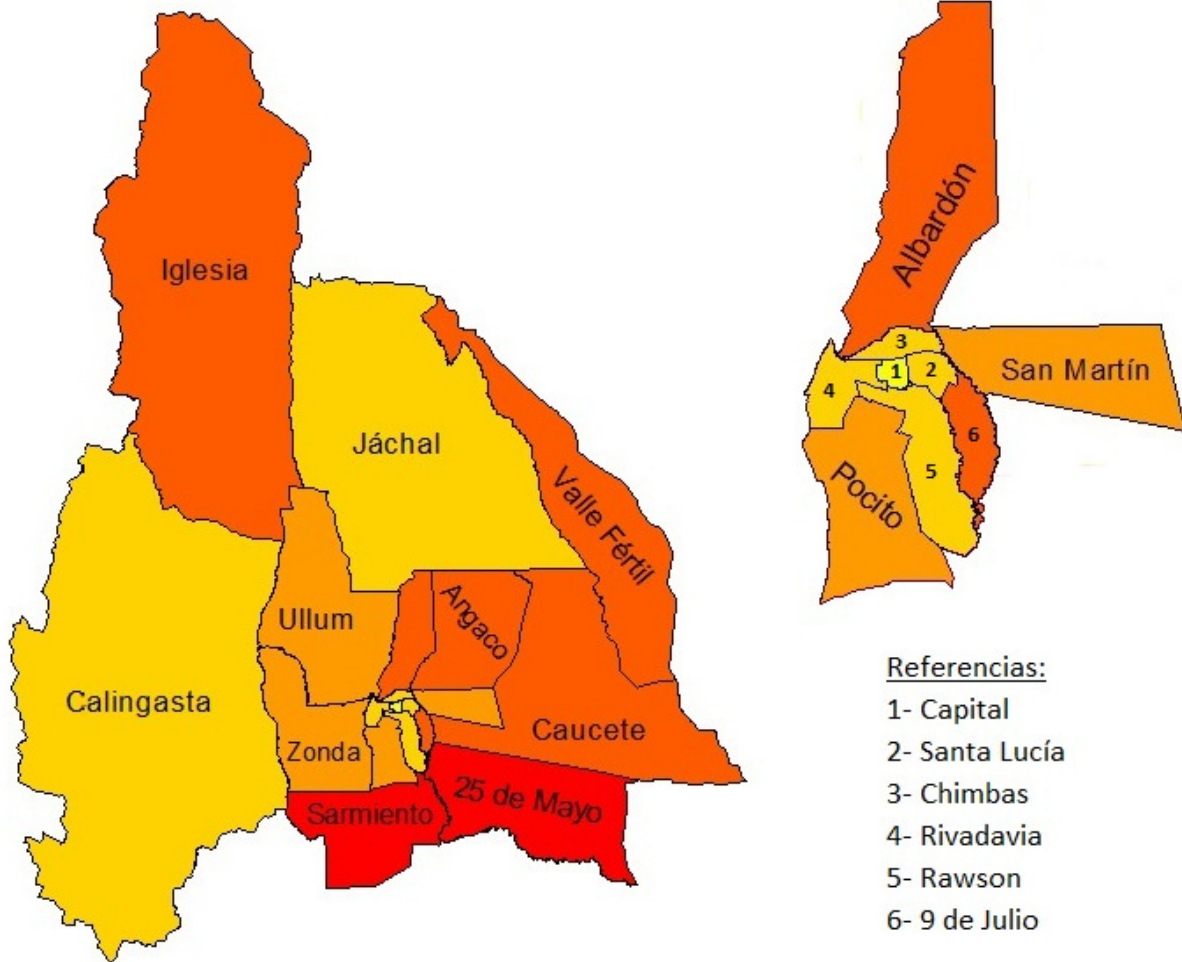 Iglesia
Jáchal
Valle Fértil
Ullum
Angaco
Calingasta
Zonda
Caucete
Sarmiento
25 de Mayo
Albardón
3
1
2
San Martín
4
6
5
Pocito
Referencias:
1- Capital
2- Santa Lucía
3- Chimbas
4- Rivadavia
5- Rawson
6- 9 de Julio